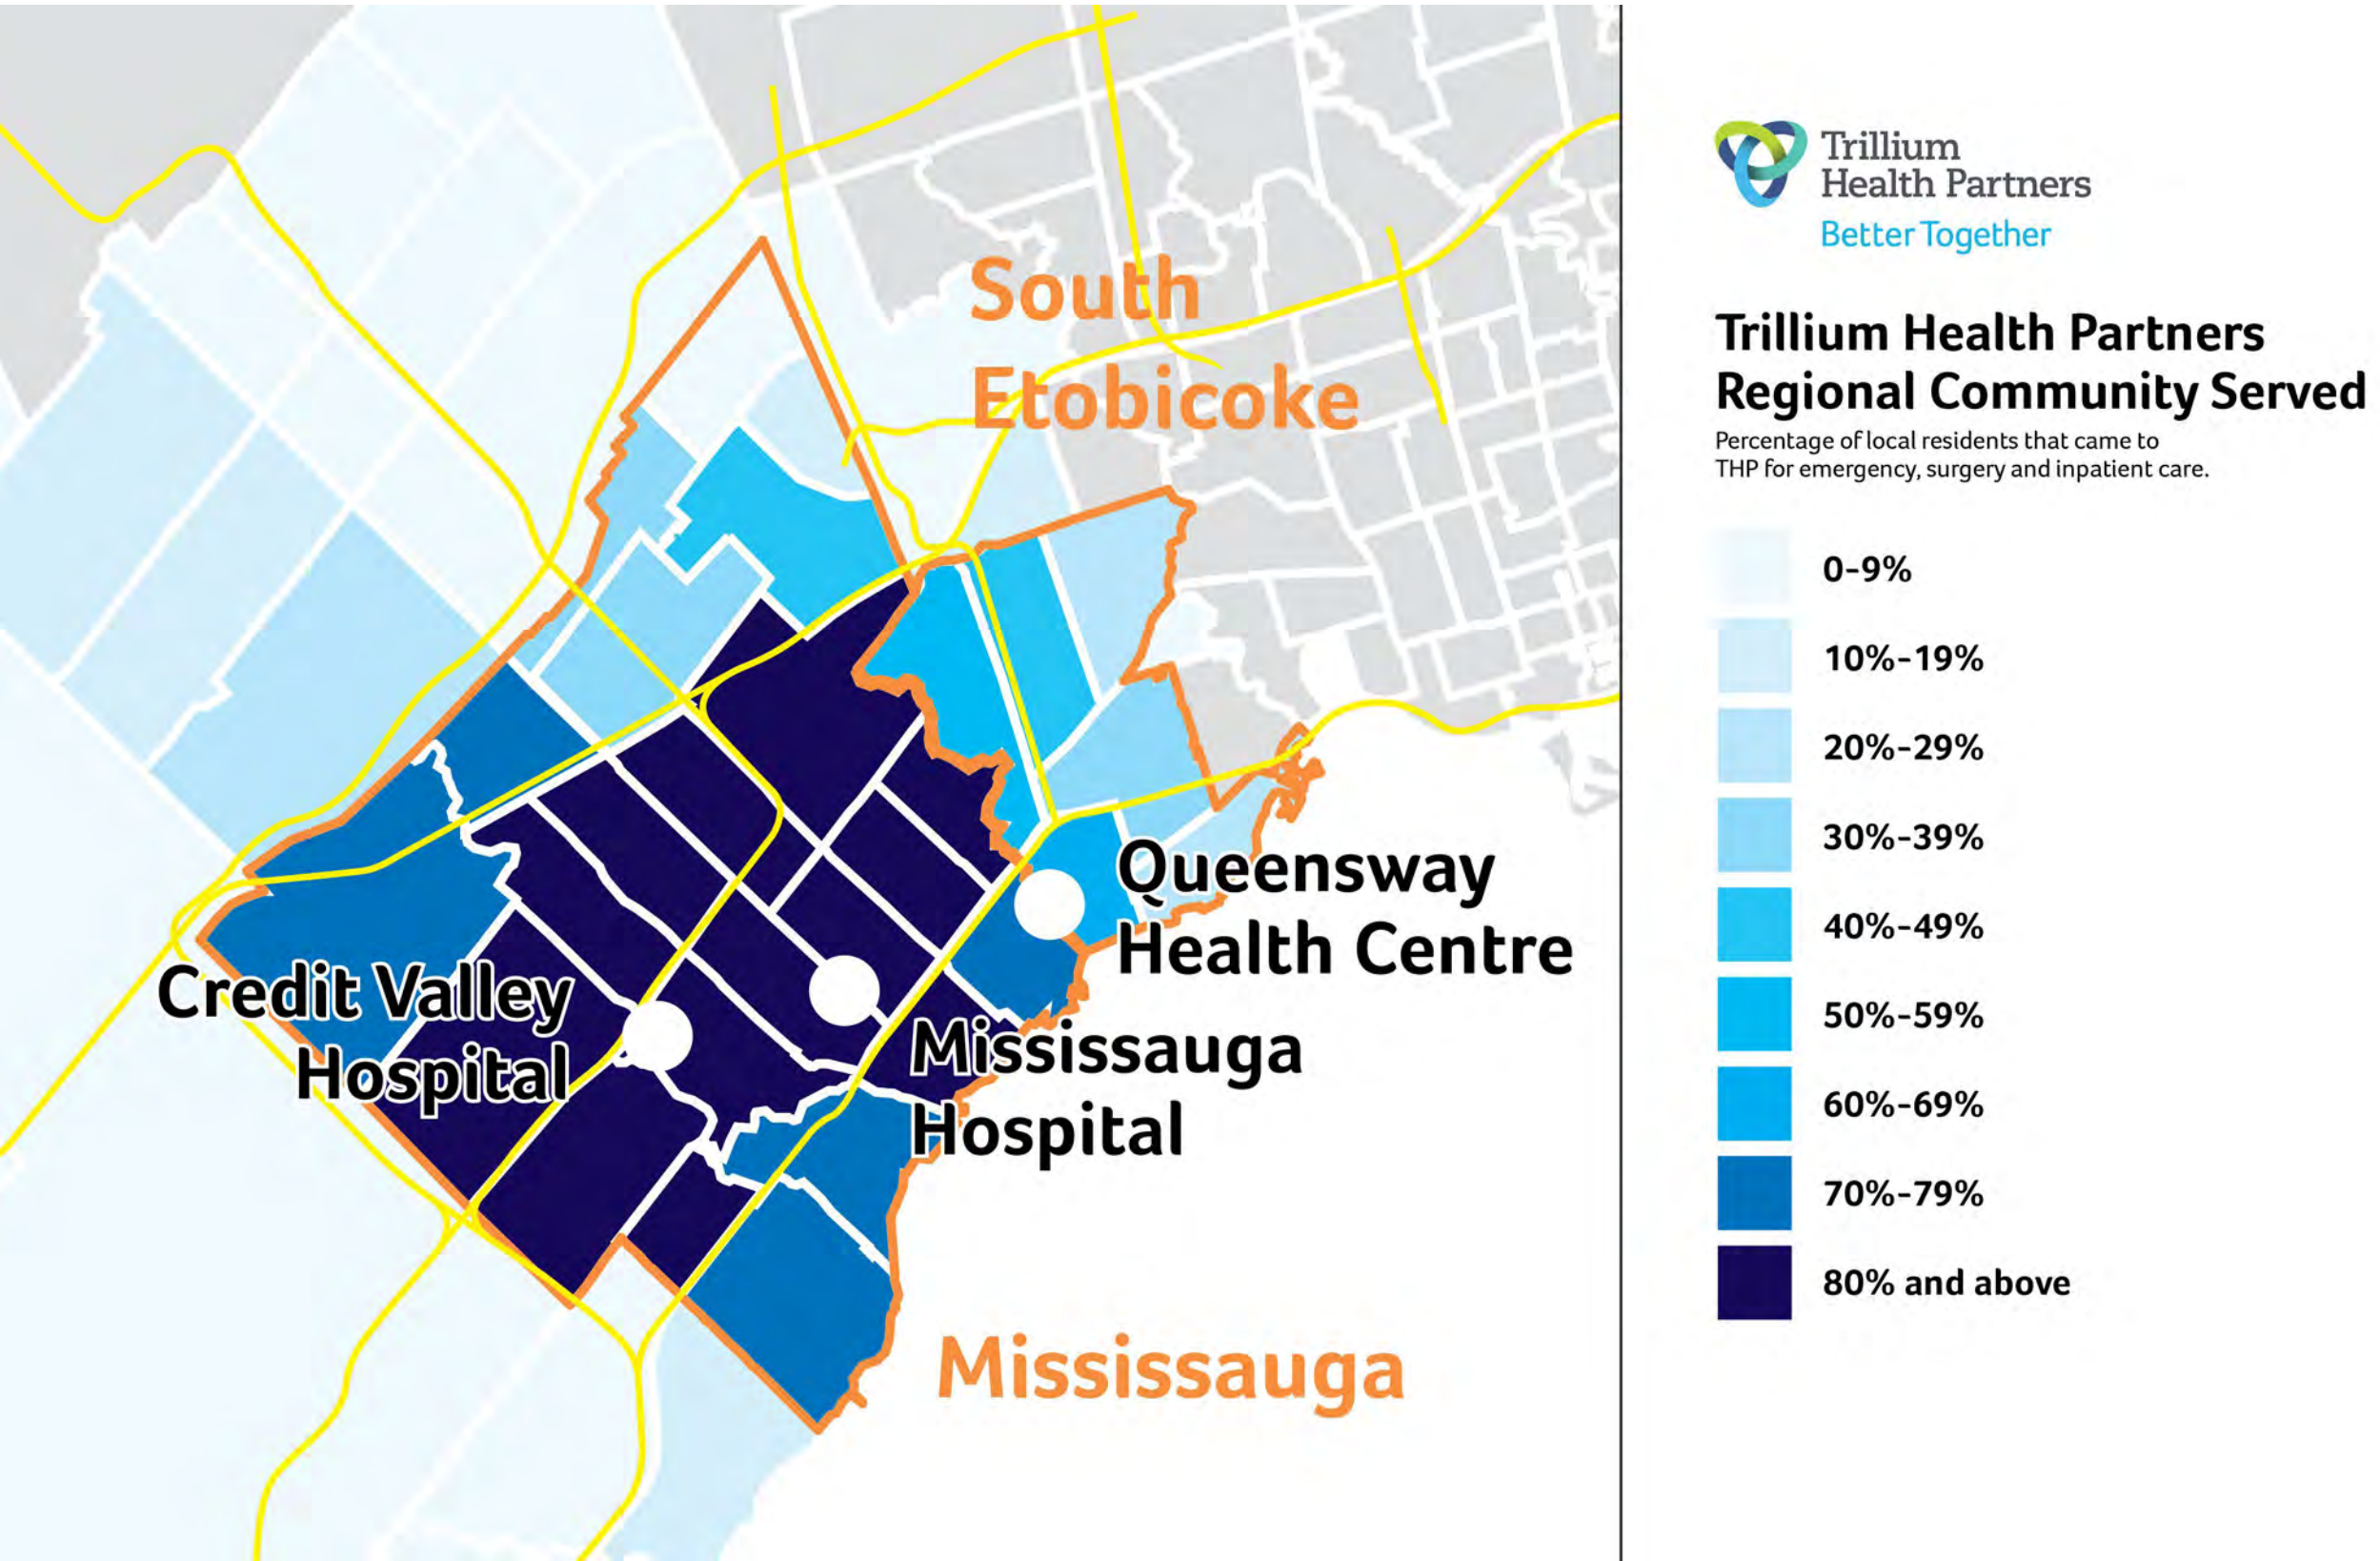 South
Etobicoke
Queensway
Health Centre
Credit Valley
Hospital
Mississauga
Hospital
Mississauga
Trillium
Health Partners
Better Together
Trillium Health Partners
Regional Community Served
Percentage of local residents that came to
THP for emergency, surgery and inpatient care.
0-9%
10%-19%
20%-29%
30%-39%
40%-49%
50%-59%
60%-69%
70%-79%
80% and above